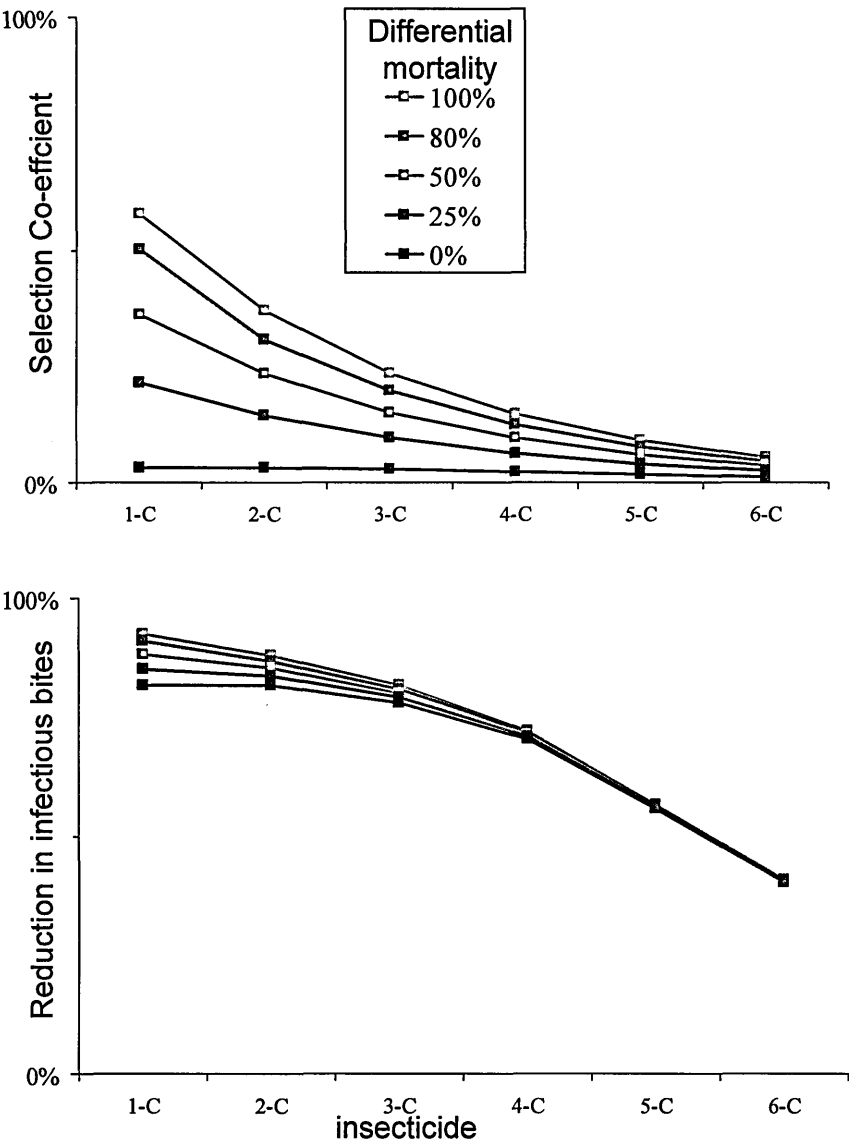 100%
Differential
mortality
100%
80%
50%
25%
0%
Selection Co-effcient
0%
1-C 2-C 3-C 4-C 5-C 6-C
100%
Reduction in infectious bites
0%
1-C 2-C 3-C 4-C 5-C 6-C
insecticide